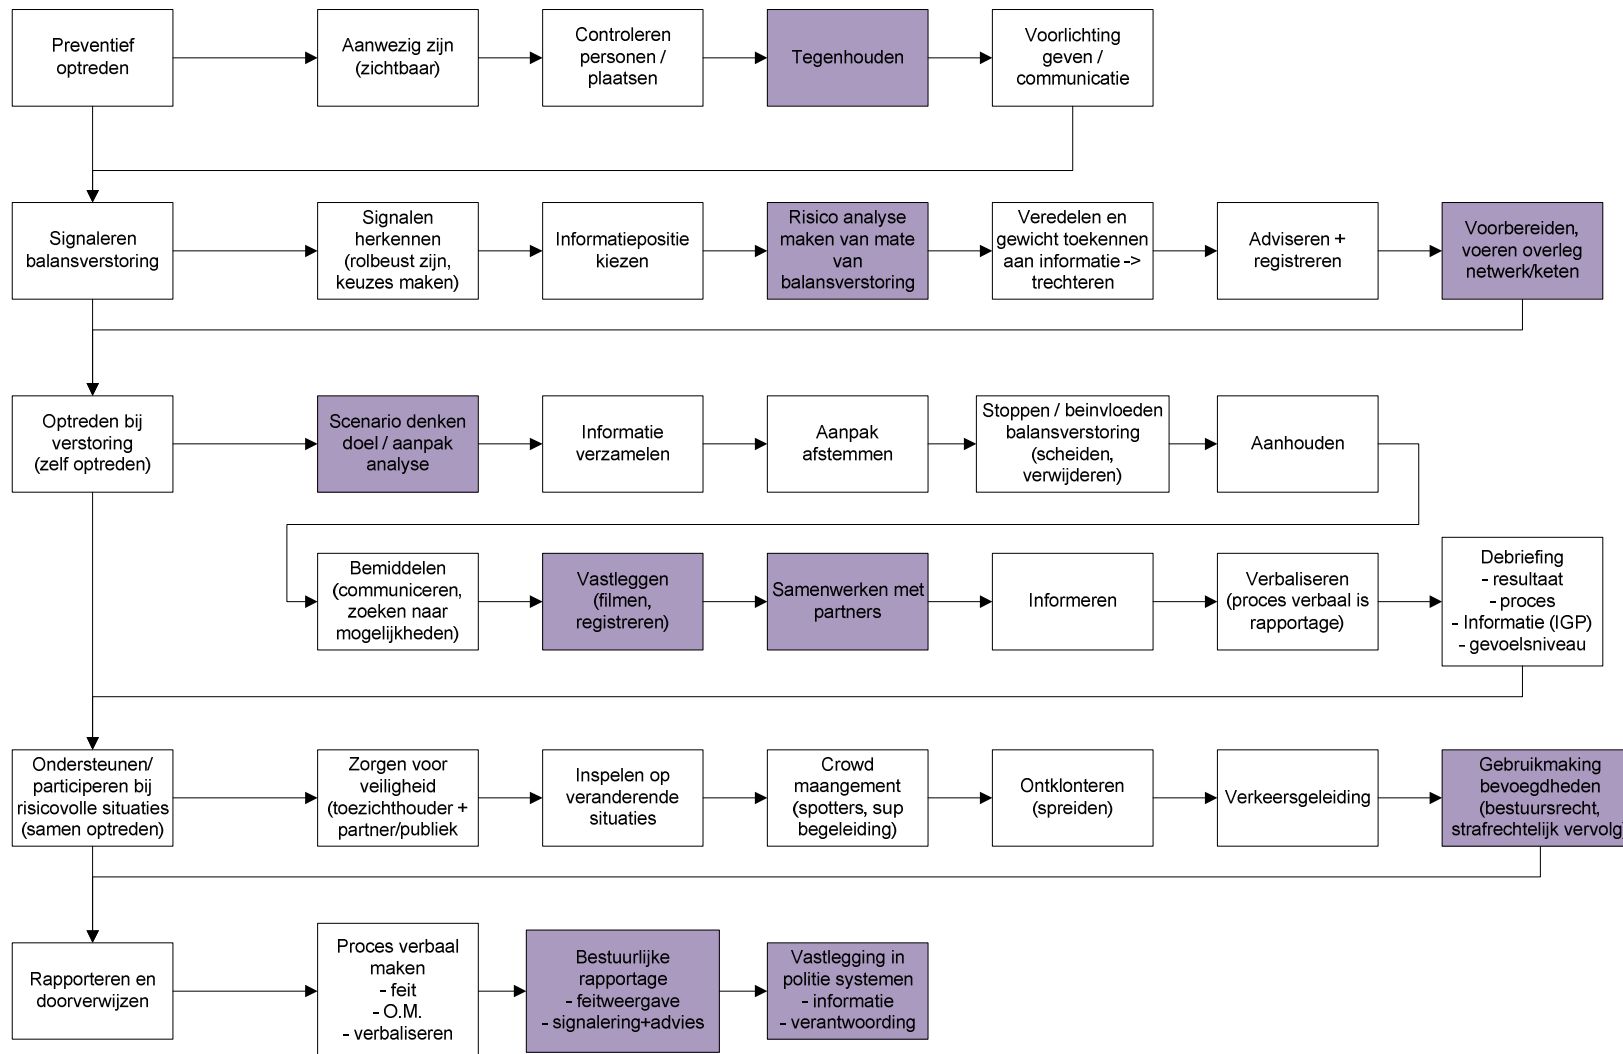 Preventief
optreden
Aanwezig zijn
(zichtbaar)
Controleren
personen /
plaatsen
Tegenhouden
Voorlichting
geven /
communicatie
Signaleren
balansverstoring
Signalen
herkennen
(rolbeust zijn,
keuzes maken)
Informatiepositie
kiezen
Risico analyse
maken van mate
van
balansverstoring
Veredelen en
gewicht toekennen
aan informatie ->
trechteren
Adviseren +
registreren
Voorbereiden,
voeren overleg
netwerk/keten
Optreden bij
verstoring
(zelf optreden)
Scenario denken
doel / aanpak
analyse
Informatie
verzamelen
Aanpak
afstemmen
Stoppen / beinvloeden
balansverstoring
(scheiden,
verwijderen)
Aanhouden
Bemiddelen
(communiceren,
zoeken naar
mogelijkheden)
Vastleggen
(filmen,
registreren)
Samenwerken met
partners
Informeren
Verbaliseren
(proces verbaal is
rapportage)
Debriefing
- resultaat
- proces
- Informatie (IGP)
- gevoelsniveau
Ondersteunen/
participeren bij
risicovolle situaties
(samen optreden)
Zorgen voor
veiligheid
(toezichthouder +
partner/publiek
Inspelen op
veranderende
situaties
Crowd
maangement
(spotters, sup
begeleiding)
Ontklonteren
(spreiden)
Verkeersgeleiding
Gebruikmaking
bevoegdheden
(bestuursrecht,
strafrechtelijk vervolg)
Rapporteren en
doorverwijzen
Proces verbaal
maken
- feit
- O.M.
- verbaliseren
Bestuurlijke
rapportage
- feitweergave
- signalering+advies
Vastlegging in
politie systemen
- informatie
- verantwoording